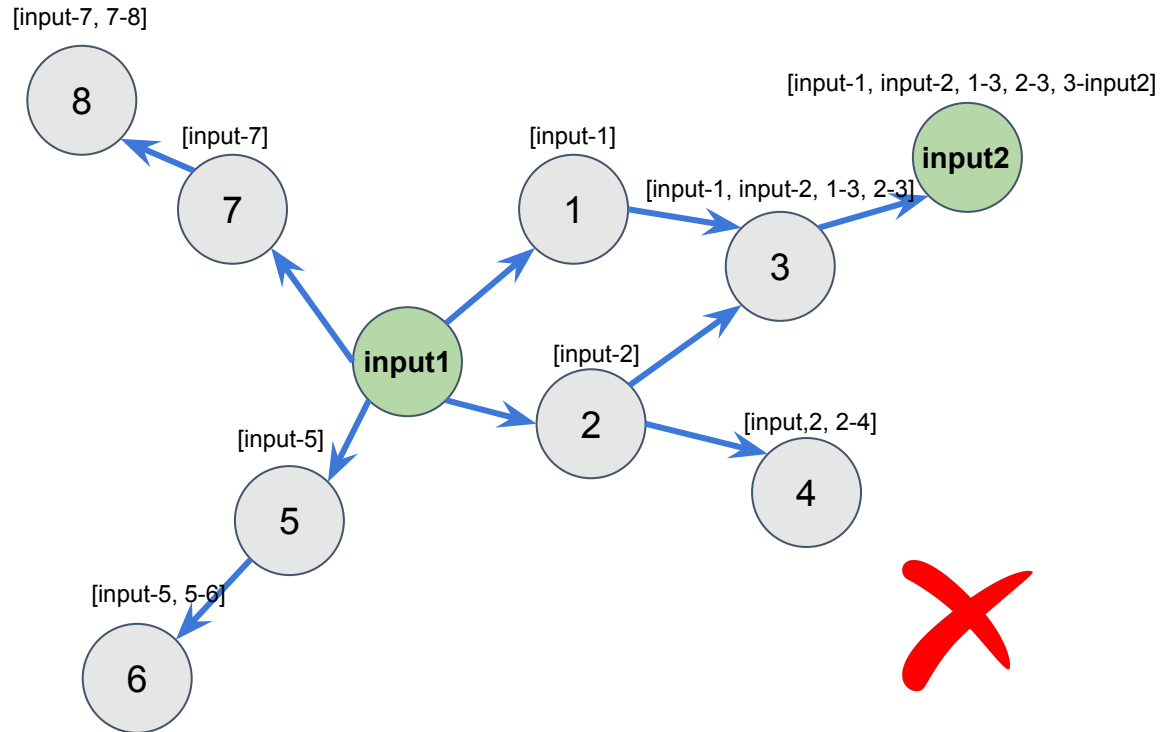 [input-7, 7-8]
8
[input-7]
7
[input-1]
1
[input-1, input-2, 1-3, 2-3, 3-input2]
input2
[input-1, input-2, 1-3, 2-3]
3
input1
[input-2]
2
[input,2, 2-4]
4
[input-5]
5
[input-5, 5-6]
6